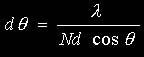 dθ = λ / (Nd cos θ)